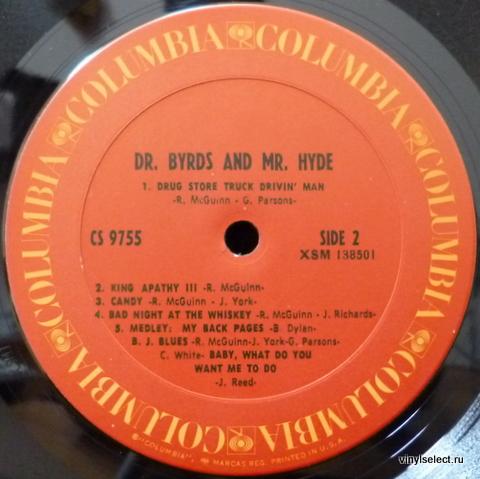 COLUMBIA COLUMBIA COLUMBIA COLUMBIA COLUMBIA COLUMBIA
DR. BYRDS AND MR. HYDE
1. DRUG STORE TRUCK DRIVIN' MAN
-R. McGuinn - G. Parsons-
CS 9755 SIDE 2
XSM 138501
2. KING APATHY III -R. McGuinn-
3. CANDY -R. McGuinn - J. York-
4. BAD NIGHT AT THE WHISKEY -R. McGuinn - J. Richards-
5. MEDLEY: MY BACK PAGES -B. Dylan-
B. J. BLUES -R. McGuinn-J. York-G. Parsons-
C. White- BABY, WHAT DO YOU
WANT ME TO DO
-J. Reed-
©"COLUMBIA", MARCAS REG. PRINTED IN U.S.A.
vinylselect.ru